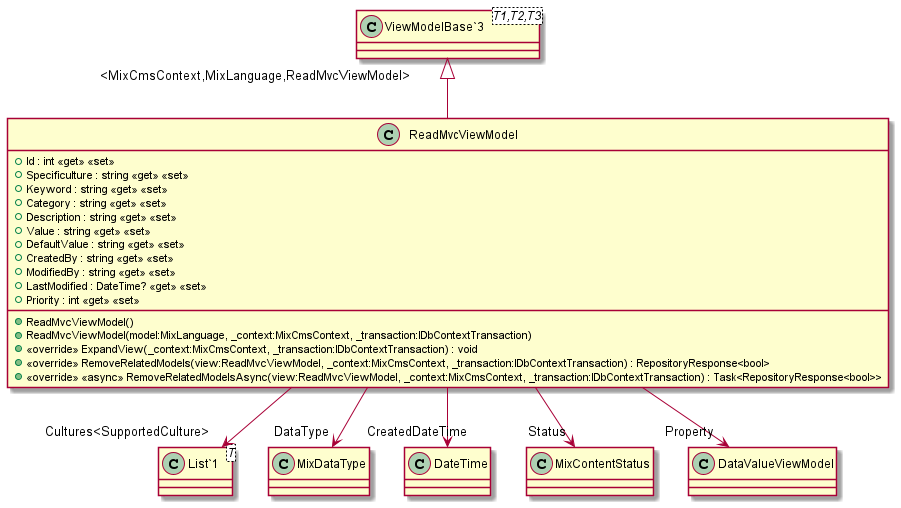 C ViewModelBase`3 T1,T2,T3
<MixCmsContext,MixLanguage,ReadMvcViewModel>
C ReadMvcViewModel
Id : int «get» «set»
Specificulture : string «get» «set»
Keyword : string «get» «set»
Category : string «get» «set»
Description : string «get» «set»
Value : string «get» «set»
DefaultValue : string «get» «set»
CreatedBy : string «get» «set»
ModifiedBy : string «get» «set»
LastModified : DateTime? «get» «set»
Priority : int «get» «set»
ReadMvcViewModel()
ReadMvcViewModel(model:MixLanguage, _context:MixCmsContext, _transaction:IDbContextTransaction)
«override» ExpandView(_context:MixCmsContext, _transaction:IDbContextTransaction) : void
«override» RemoveRelatedModels(view:ReadMvcViewModel, _context:MixCmsContext, _transaction:IDbContextTransaction) : RepositoryResponse<bool>
«override» «async» RemoveRelatedModelsAsync(view:ReadMvcViewModel, _context:MixCmsContext, _transaction:IDbContextTransaction) : Task<RepositoryResponse<bool>>
Cultures<SupportedCulture> DataType CreatedDateTime Status Property
C List`1 T C MixDataType C DateTime C MixContentStatus C DataValueViewModel